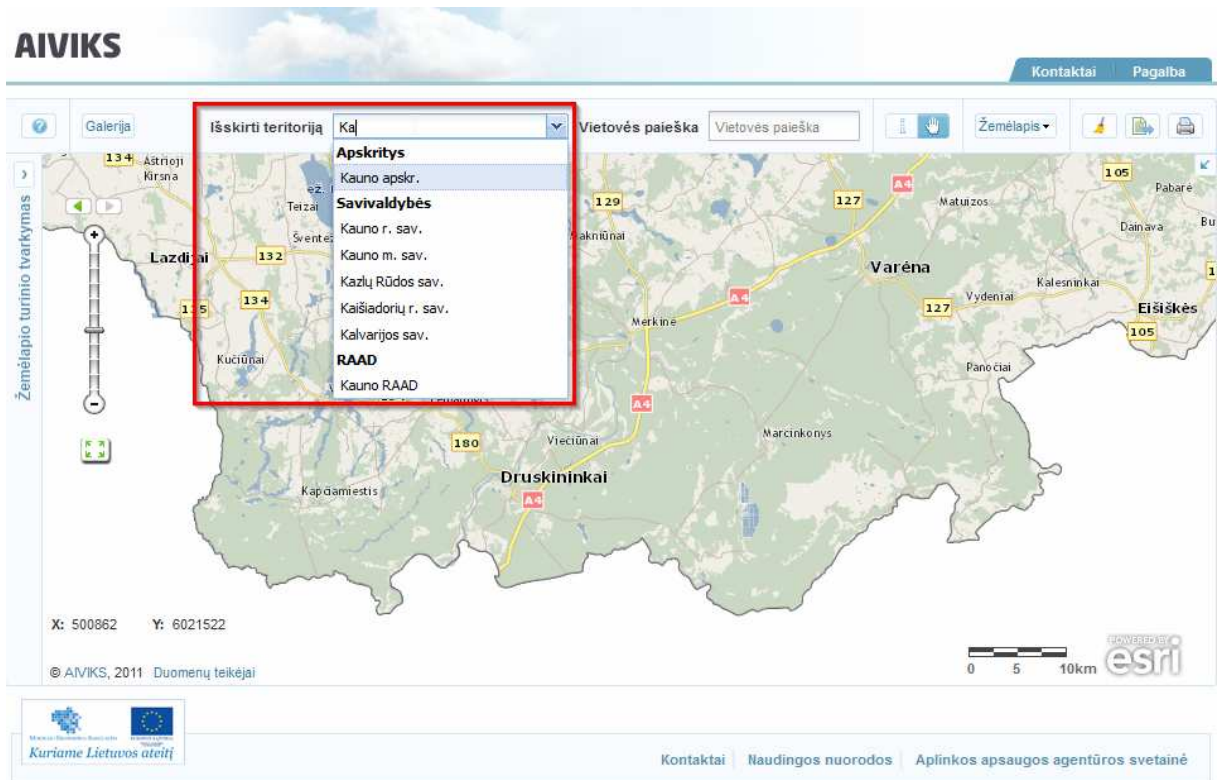 AIVIKS
Kontaktai Pagalba
Galerija Išskirti teritoriją Ka Vietovės paieška Vietovės paieška Žemėlapis
Apskritys
Kauno apskr.
Savivaldybės
Kauno r. sav.
Kauno m. sav.
Kazlų Rūdos sav.
Kaišiadorių r. sav.
Kalvarijos sav.
RAAD
Kauno RAAD
Žemėlapio turinio tvarkymas
134 Aštrioji
Kirsna
Teizai
Lazdijai 132
134
Kučiūnai
129
A4
127 Matuizos
105
Pabarė
Dainava
Varėna
A4
127
Vydeniai
Kalesninkai
Eišiškės
105
Merkinė
Panočiai
A4
180 Viečiūnai
Marcinkonys
Druskininkai
A4
Kapčiamiestis
X: 500862 Y: 6021522
© AIVIKS, 2011 Duomenų teikėjai
0 5 10km
POWERED BY
esri
Kuriame Lietuvos ateitį
Kontaktai Naudingos nuorodos Aplinkos apsaugos agentūros svetainė